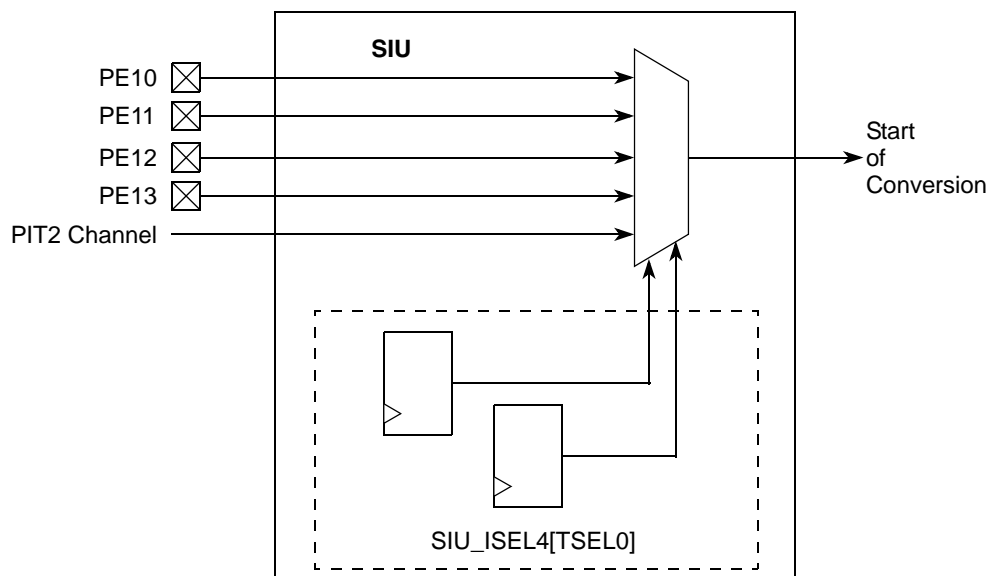 SIU
PE10
PE11
PE12
PE13
PIT2 Channel
Start
of
Conversion
SIU_ISEL4[TSEL0]